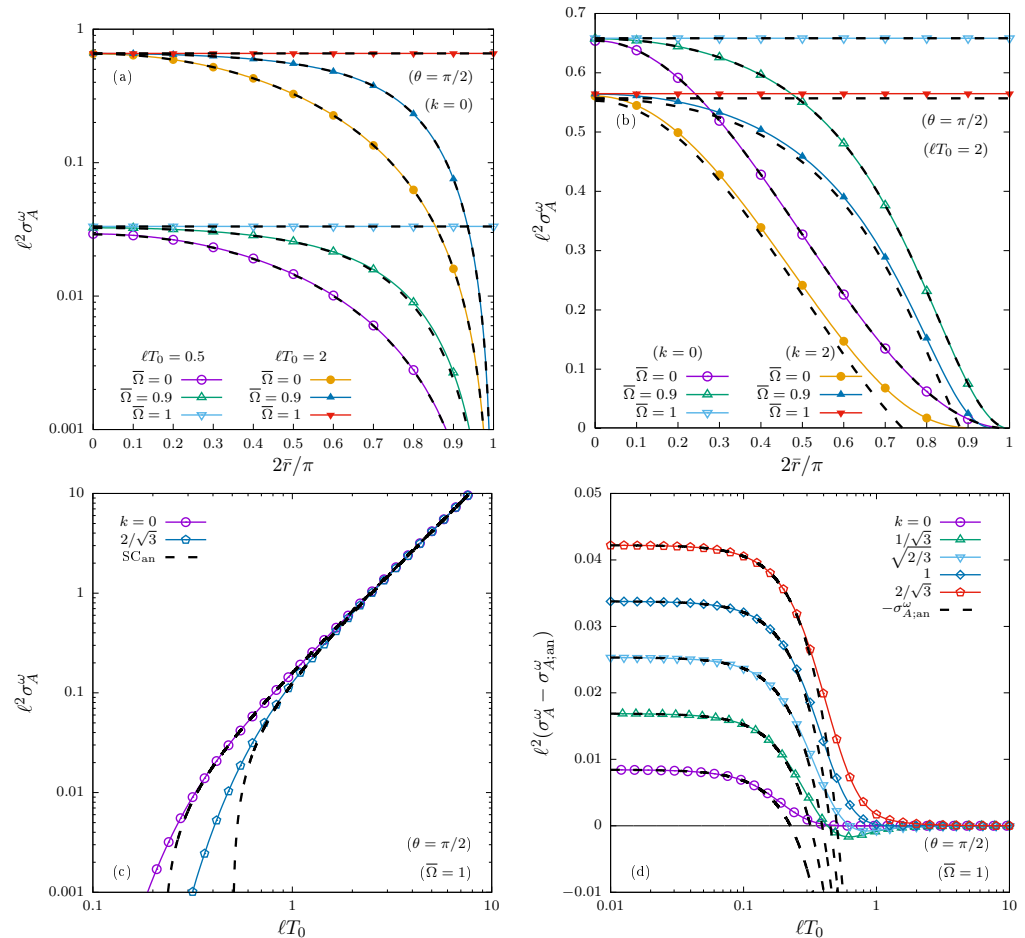 1
0.1
0.01
0.001
ℓ²σ_A^ω
(a)
(θ = π/2)
(k = 0)
ℓT₀ = 0.5 ℓT₀ = 2
Ω̅ = 0 Ω̅ = 0
Ω̅ = 0.9 Ω̅ = 0.9
Ω̅ = 1 Ω̅ = 1
0 0.1 0.2 0.3 0.4 0.5 0.6 0.7 0.8 0.9 1
2r̅/π
0.7
0.6
0.5
0.4
0.3
0.2
0.1
0
ℓ²σ_A^ω
(b)
(θ = π/2)
(ℓT₀ = 2)
(k = 0) (k = 2)
Ω̅ = 0 Ω̅ = 0
Ω̅ = 0.9 Ω̅ = 0.9
Ω̅ = 1 Ω̅ = 1
0 0.1 0.2 0.3 0.4 0.5 0.6 0.7 0.8 0.9 1
2r̅/π
10
1
0.1
0.01
0.001
ℓ²σ_A^ω
k = 0
2/√3
SC_an
(c)
(θ = π/2)
(Ω̅ = 1)
0.1 1 10
ℓT₀
0.05
0.04
0.03
0.02
0.01
0
−0.01
ℓ²(σ_A^ω − σ_{A;an}^ω)
k = 0
1/√3
√2/3
1
2/√3
−σ_{A;an}^ω
(d)
(θ = π/2)
(Ω̅ = 1)
0.01 0.1 1 10
ℓT₀